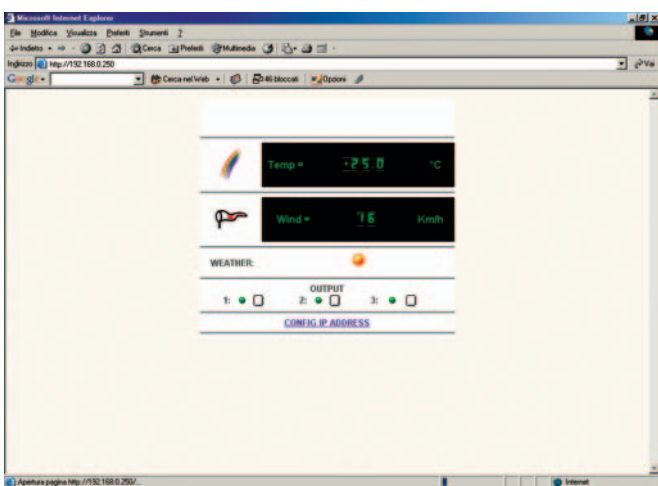 Microsoft Internet Explorer
File Modifica Visualizza Preferiti Strumenti ?
Indietro Cerca Preferiti Multimedia
Indirizzo http://192.168.0.250 Vai
Google Cerca nel Web 46 bloccati Opzioni
Temp = +25.0 °C
Wind = 16 Km/h
WEATHER:
OUTPUT
1: 2: 3:
CONFIG IP ADDRESS
Apertura pagina http://192.168.0.250/... Internet